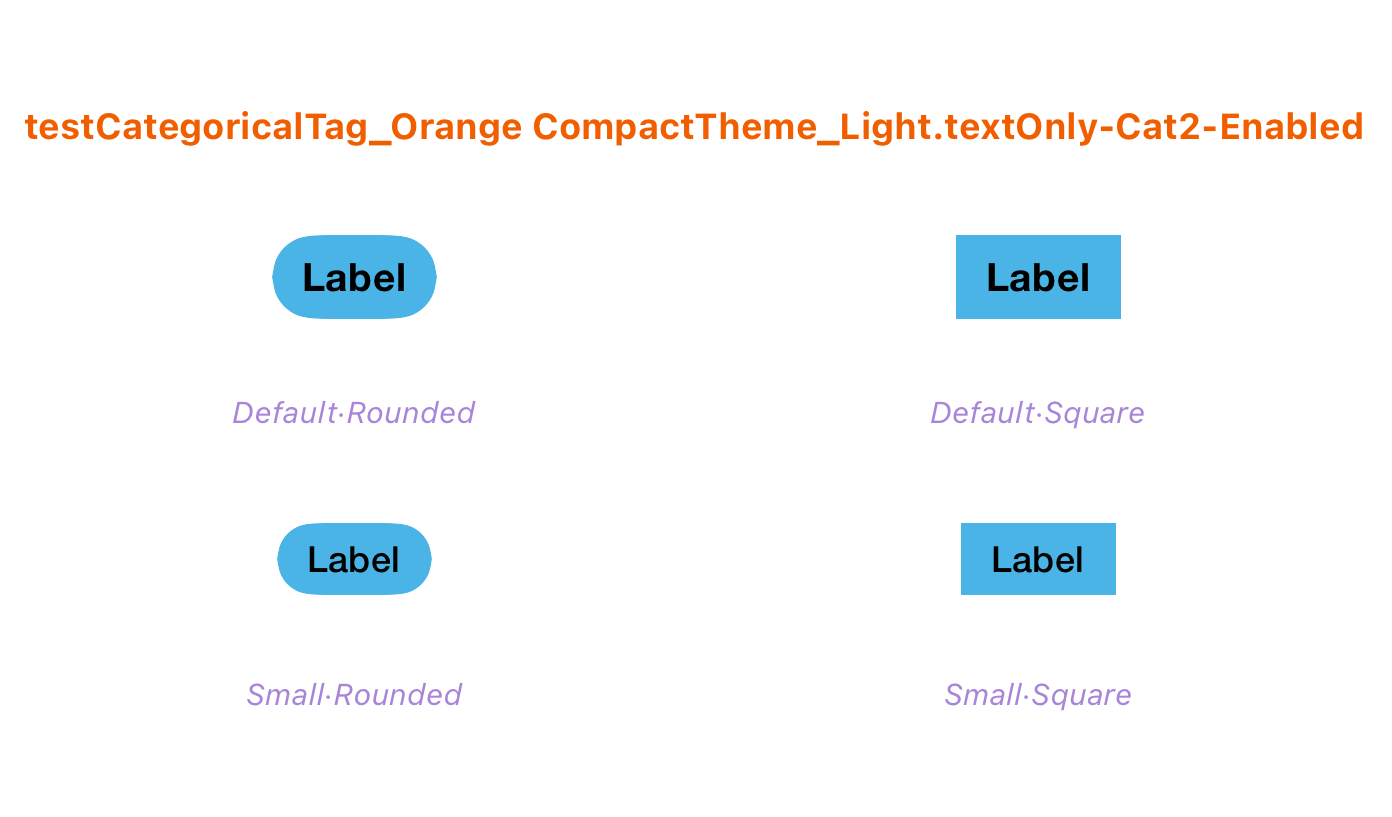 testCategoricalTag_Orange CompactTheme_Light.textOnly-Cat2-Enabled
Label Label
Default·Rounded Default·Square
Label Label
Small·Rounded Small·Square